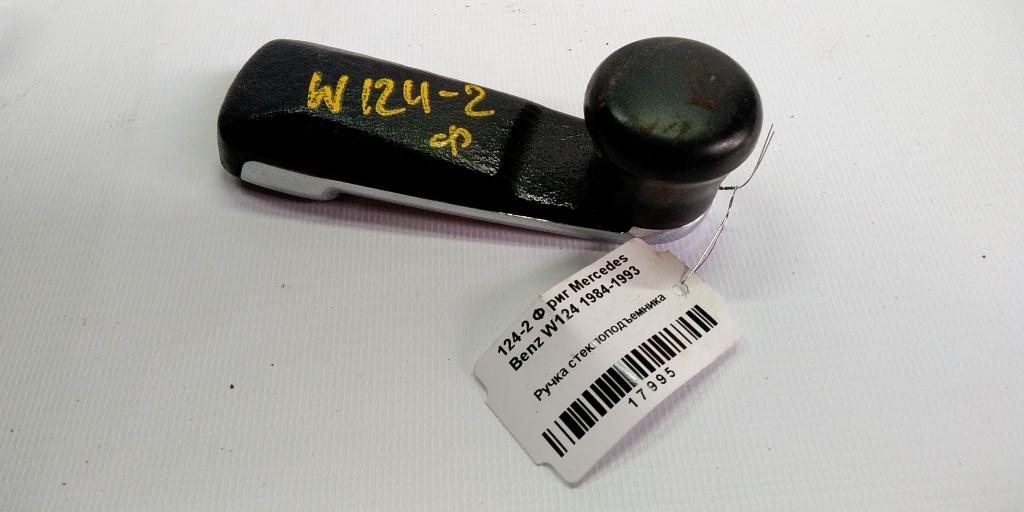 W124-2
Ф
124-2 Ф риг Mercedes
Benz W124 1984-1993
Ручка стеклоподъемника
17995